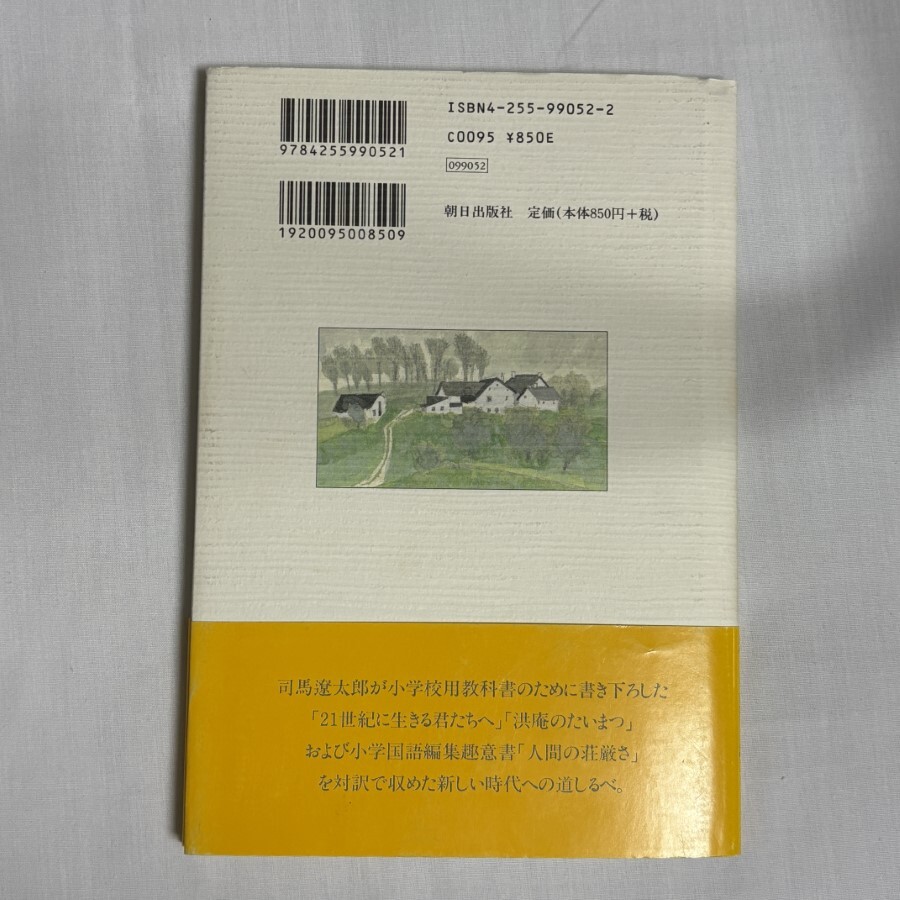 ISBN4-255-99052-2
9784255990521
C0095 ¥850E
099052
1920095008509
朝日出版社 定価(本体850円+税)
司馬遼太郎が小学校用教科書のために書き下ろした
「21世紀に生きる君たちへ」「洪庵のたいまつ」
および小学国語編集趣意書「人間の荘厳さ」
を対訳で収めた新しい時代への道しるべ。